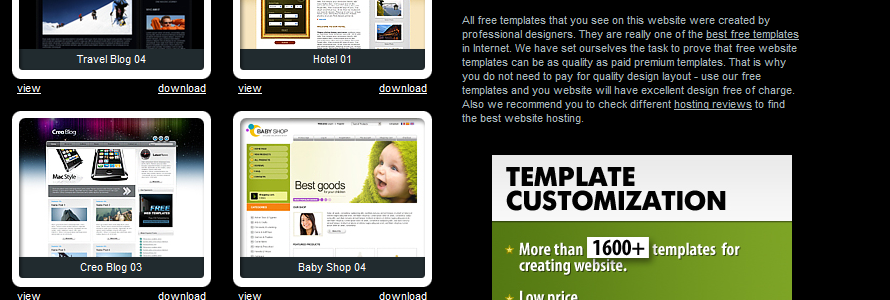 Travel Blog 04
Hotel 01
view
download
view
download
Creo Blog
Mac Style
FREE
Creo Blog 03
BABY SHOP
Best goods
Baby Shop 04
view
download
view
download
All free templates that you see on this website were created by
professional designers. They are really one of the best free templates
in Internet. We have set ourselves the task to prove that free website
templates can be as quality as paid premium templates. That is why
you do not need to pay for quality design layout - use our free
templates and you website will have excellent design free of charge.
Also we recommend you to check different hosting reviews to find
the best website hosting.
TEMPLATE
CUSTOMIZATION
More than 1600+ templates for
creating website.
Low price